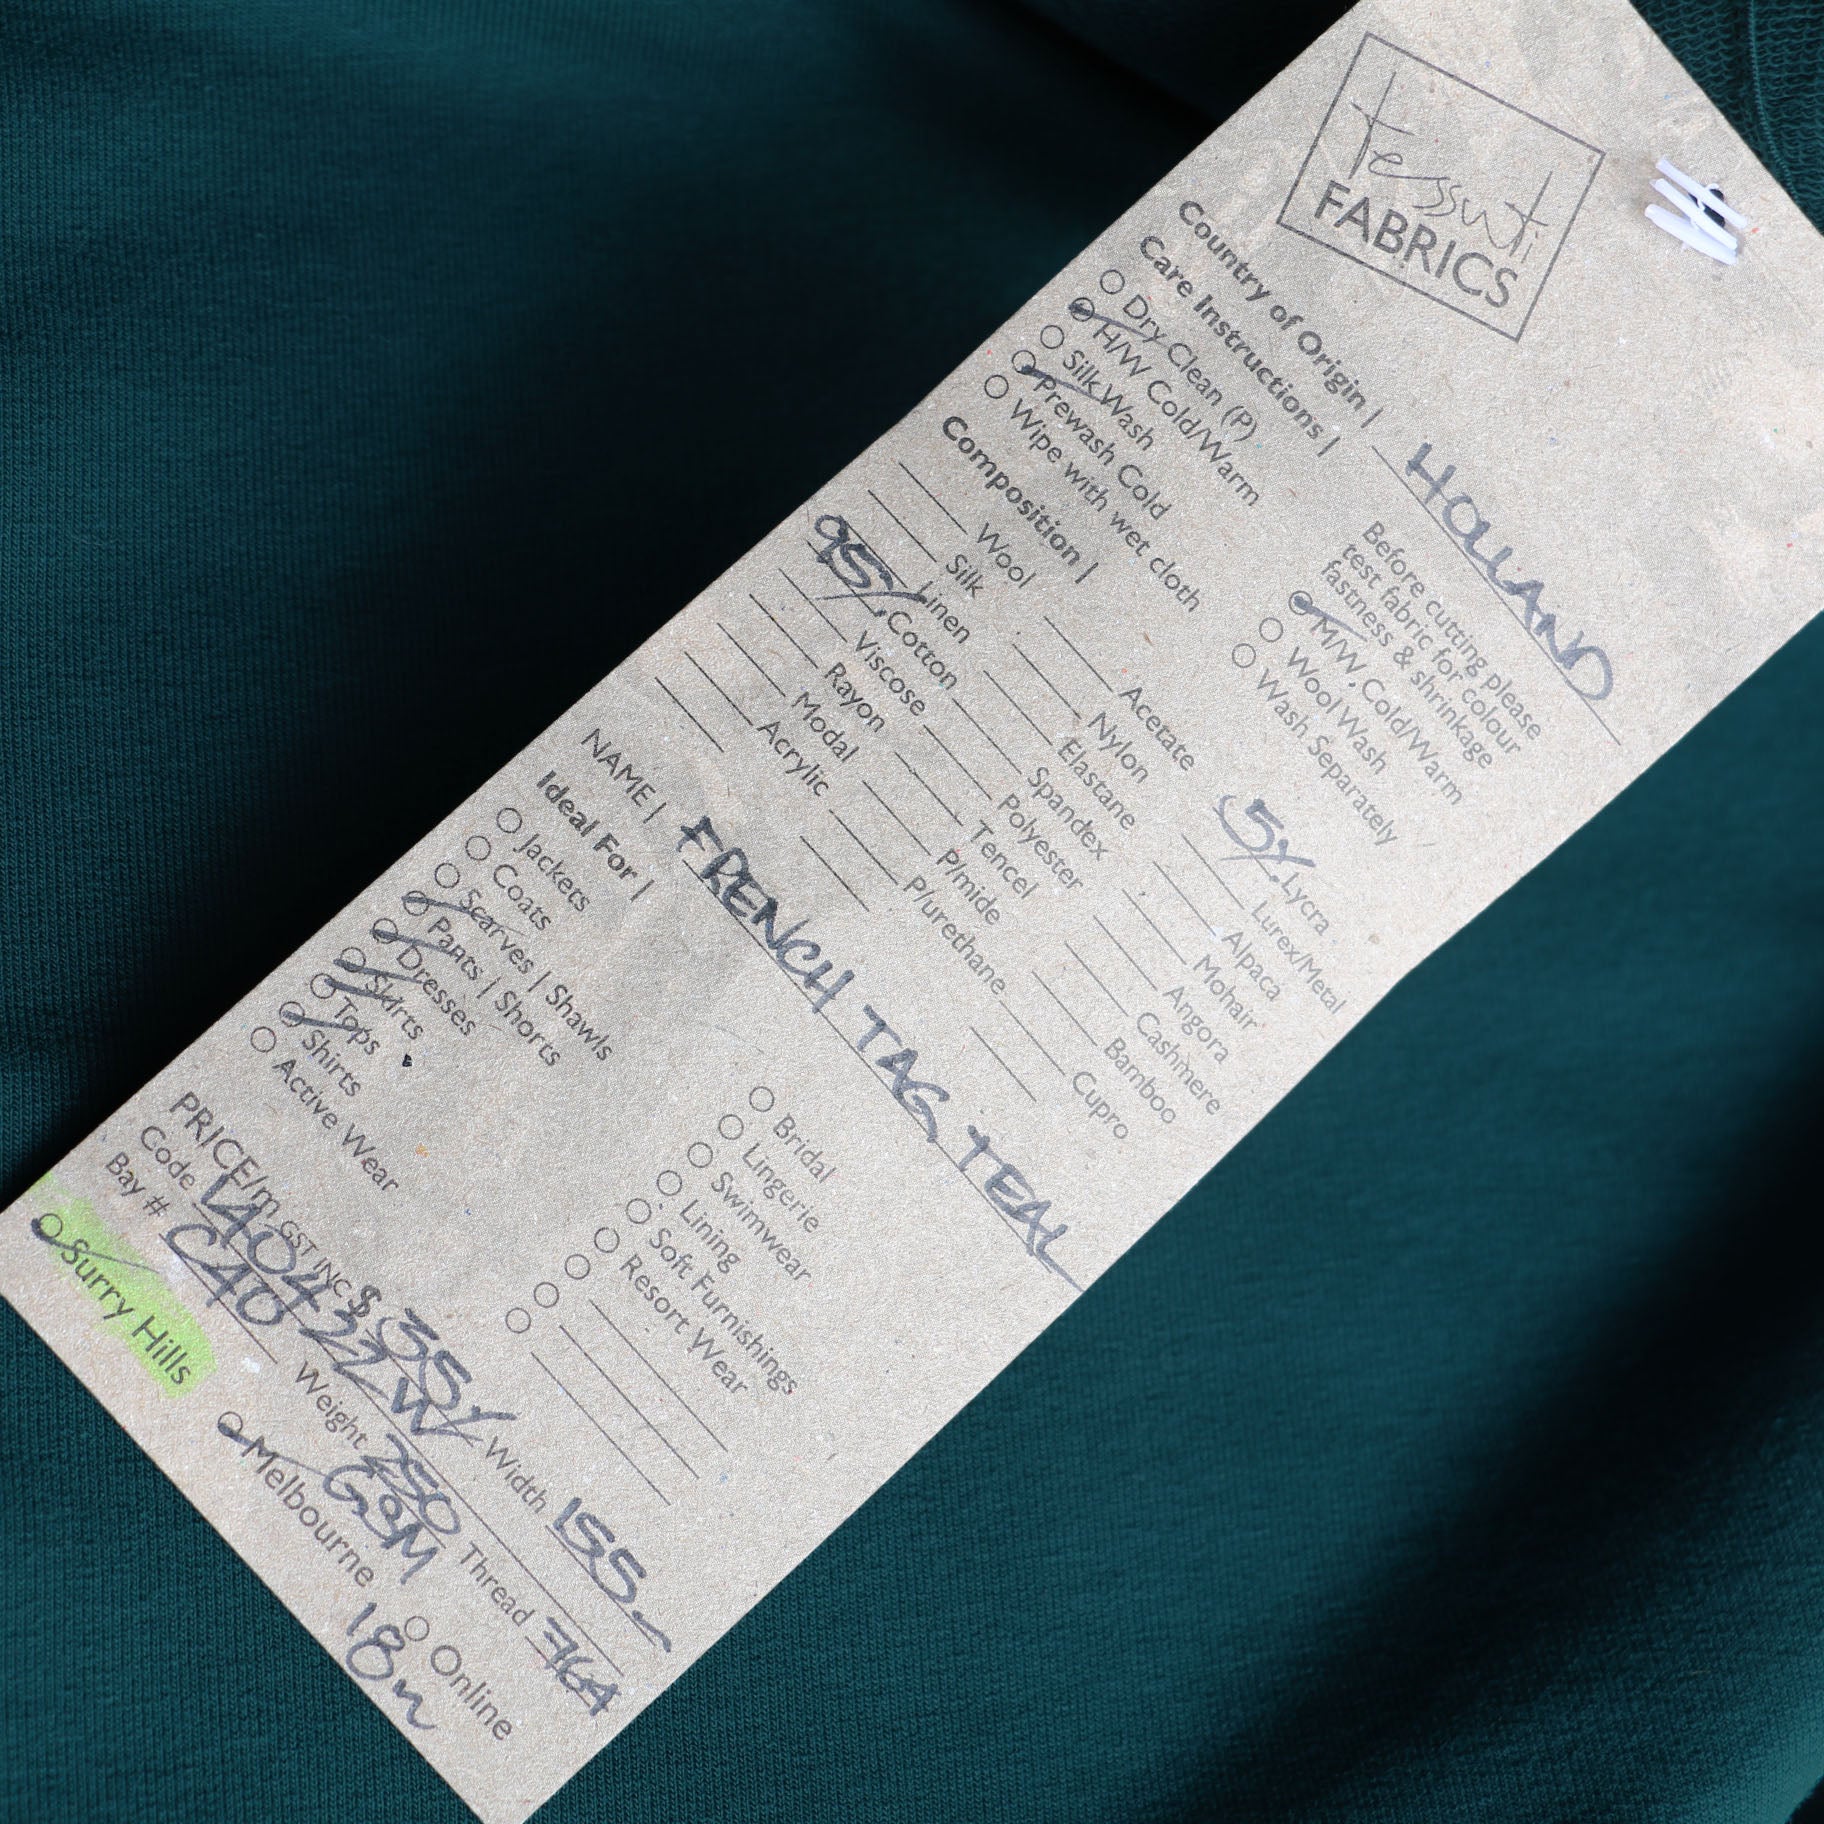 tessuti
FABRICS
Country of Origin | HOLLAND
Care Instructions |
Before cutting please
test fabric for colour
fastness & shrinkage
Dry Clean (P)
H/W Cold/Warm
Silk Wash
Prewash Cold
Wipe with wet cloth
M/W Cold/Warm
Wool Wash
Wash Separately
Composition |
Wool
Silk
Linen
95% Cotton
Viscose
Rayon
Modal
Acrylic
Acetate
Nylon
Elastane
Spandex
Polyester
Tencel
P/mide
P/urethane
5% Lycra
Lurex/Metal
Alpaca
Mohair
Angora
Cashmere
Bamboo
Cupro
NAME | FRENCH TAG TEAL
Ideal For |
Jackets
Coats
Scarves | Shawls
Pants | Shorts
Dresses
Skirts
Tops
Shirts
Active Wear
Bridal
Lingerie
Swimwear
Lining
Soft Furnishings
Resort Wear
PRICE/m GST INC $ 35 Width 155
Code Weight 250 GSM Thread
Bay # C40
Surry Hills Melbourne Online